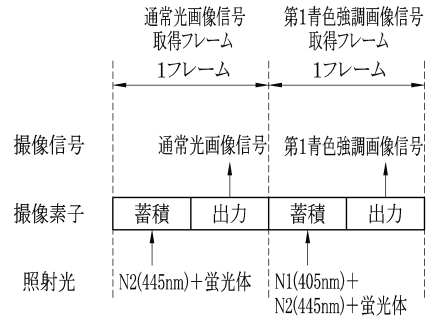 通常光画像信号
取得フレーム
1フレーム
第1青色強調画像信号
取得フレーム
1フレーム
撮像信号
通常光画像信号
第1青色強調画像信号
撮像素子
蓄積
出力
蓄積
出力
照射光
N2(445nm)+蛍光体
N1(405nm)+
N2(445nm)+蛍光体